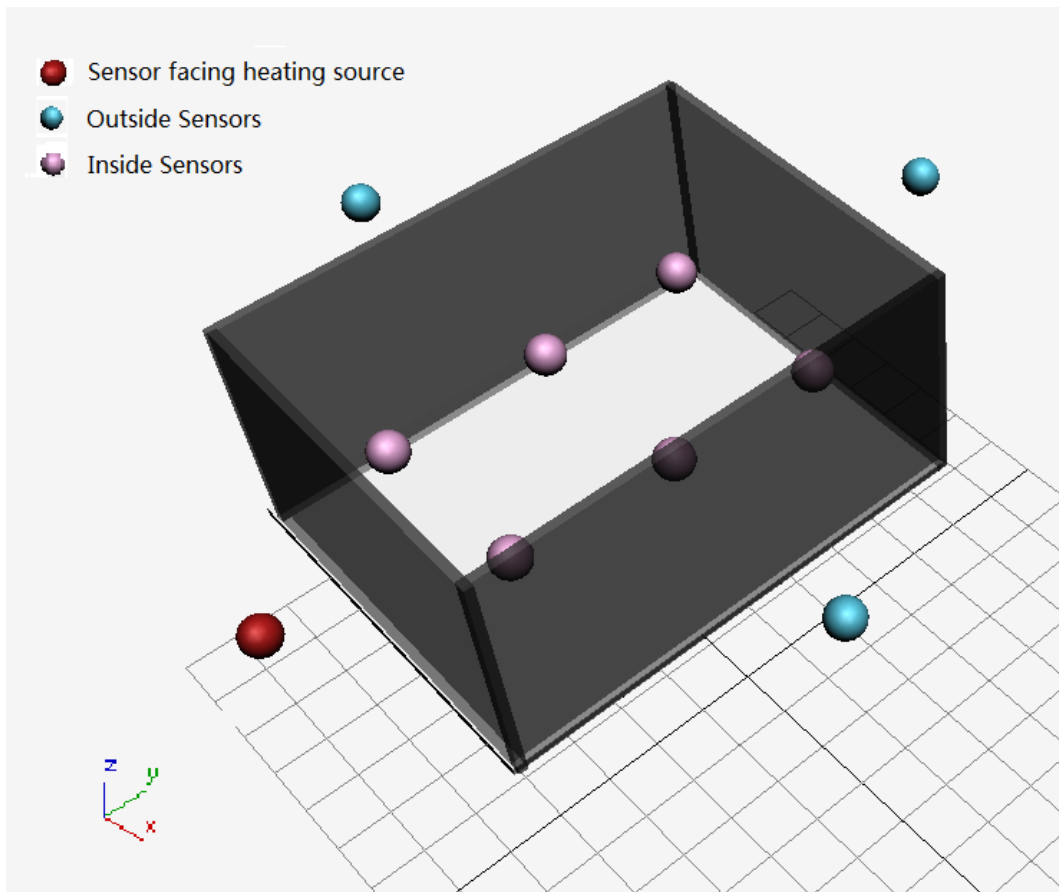 Sensor facing heating source
Outside Sensors
Inside Sensors
z
y
x